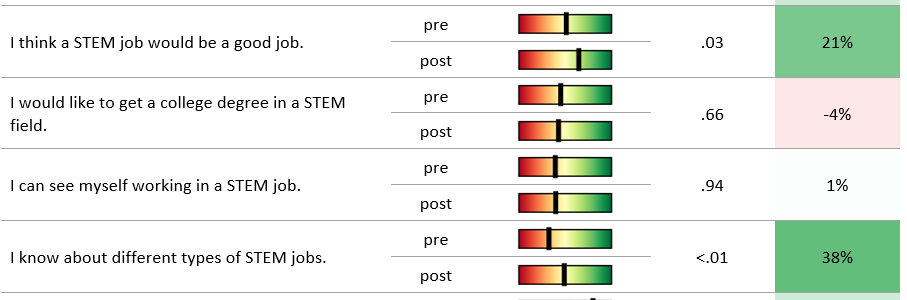 pre
I think a STEM job would be a good job.
.03
21%
post
pre
I would like to get a college degree in a STEM
field.
.66
-4%
post
pre
I can see myself working in a STEM job.
.94
1%
post
pre
I know about different types of STEM jobs.
<.01
38%
post